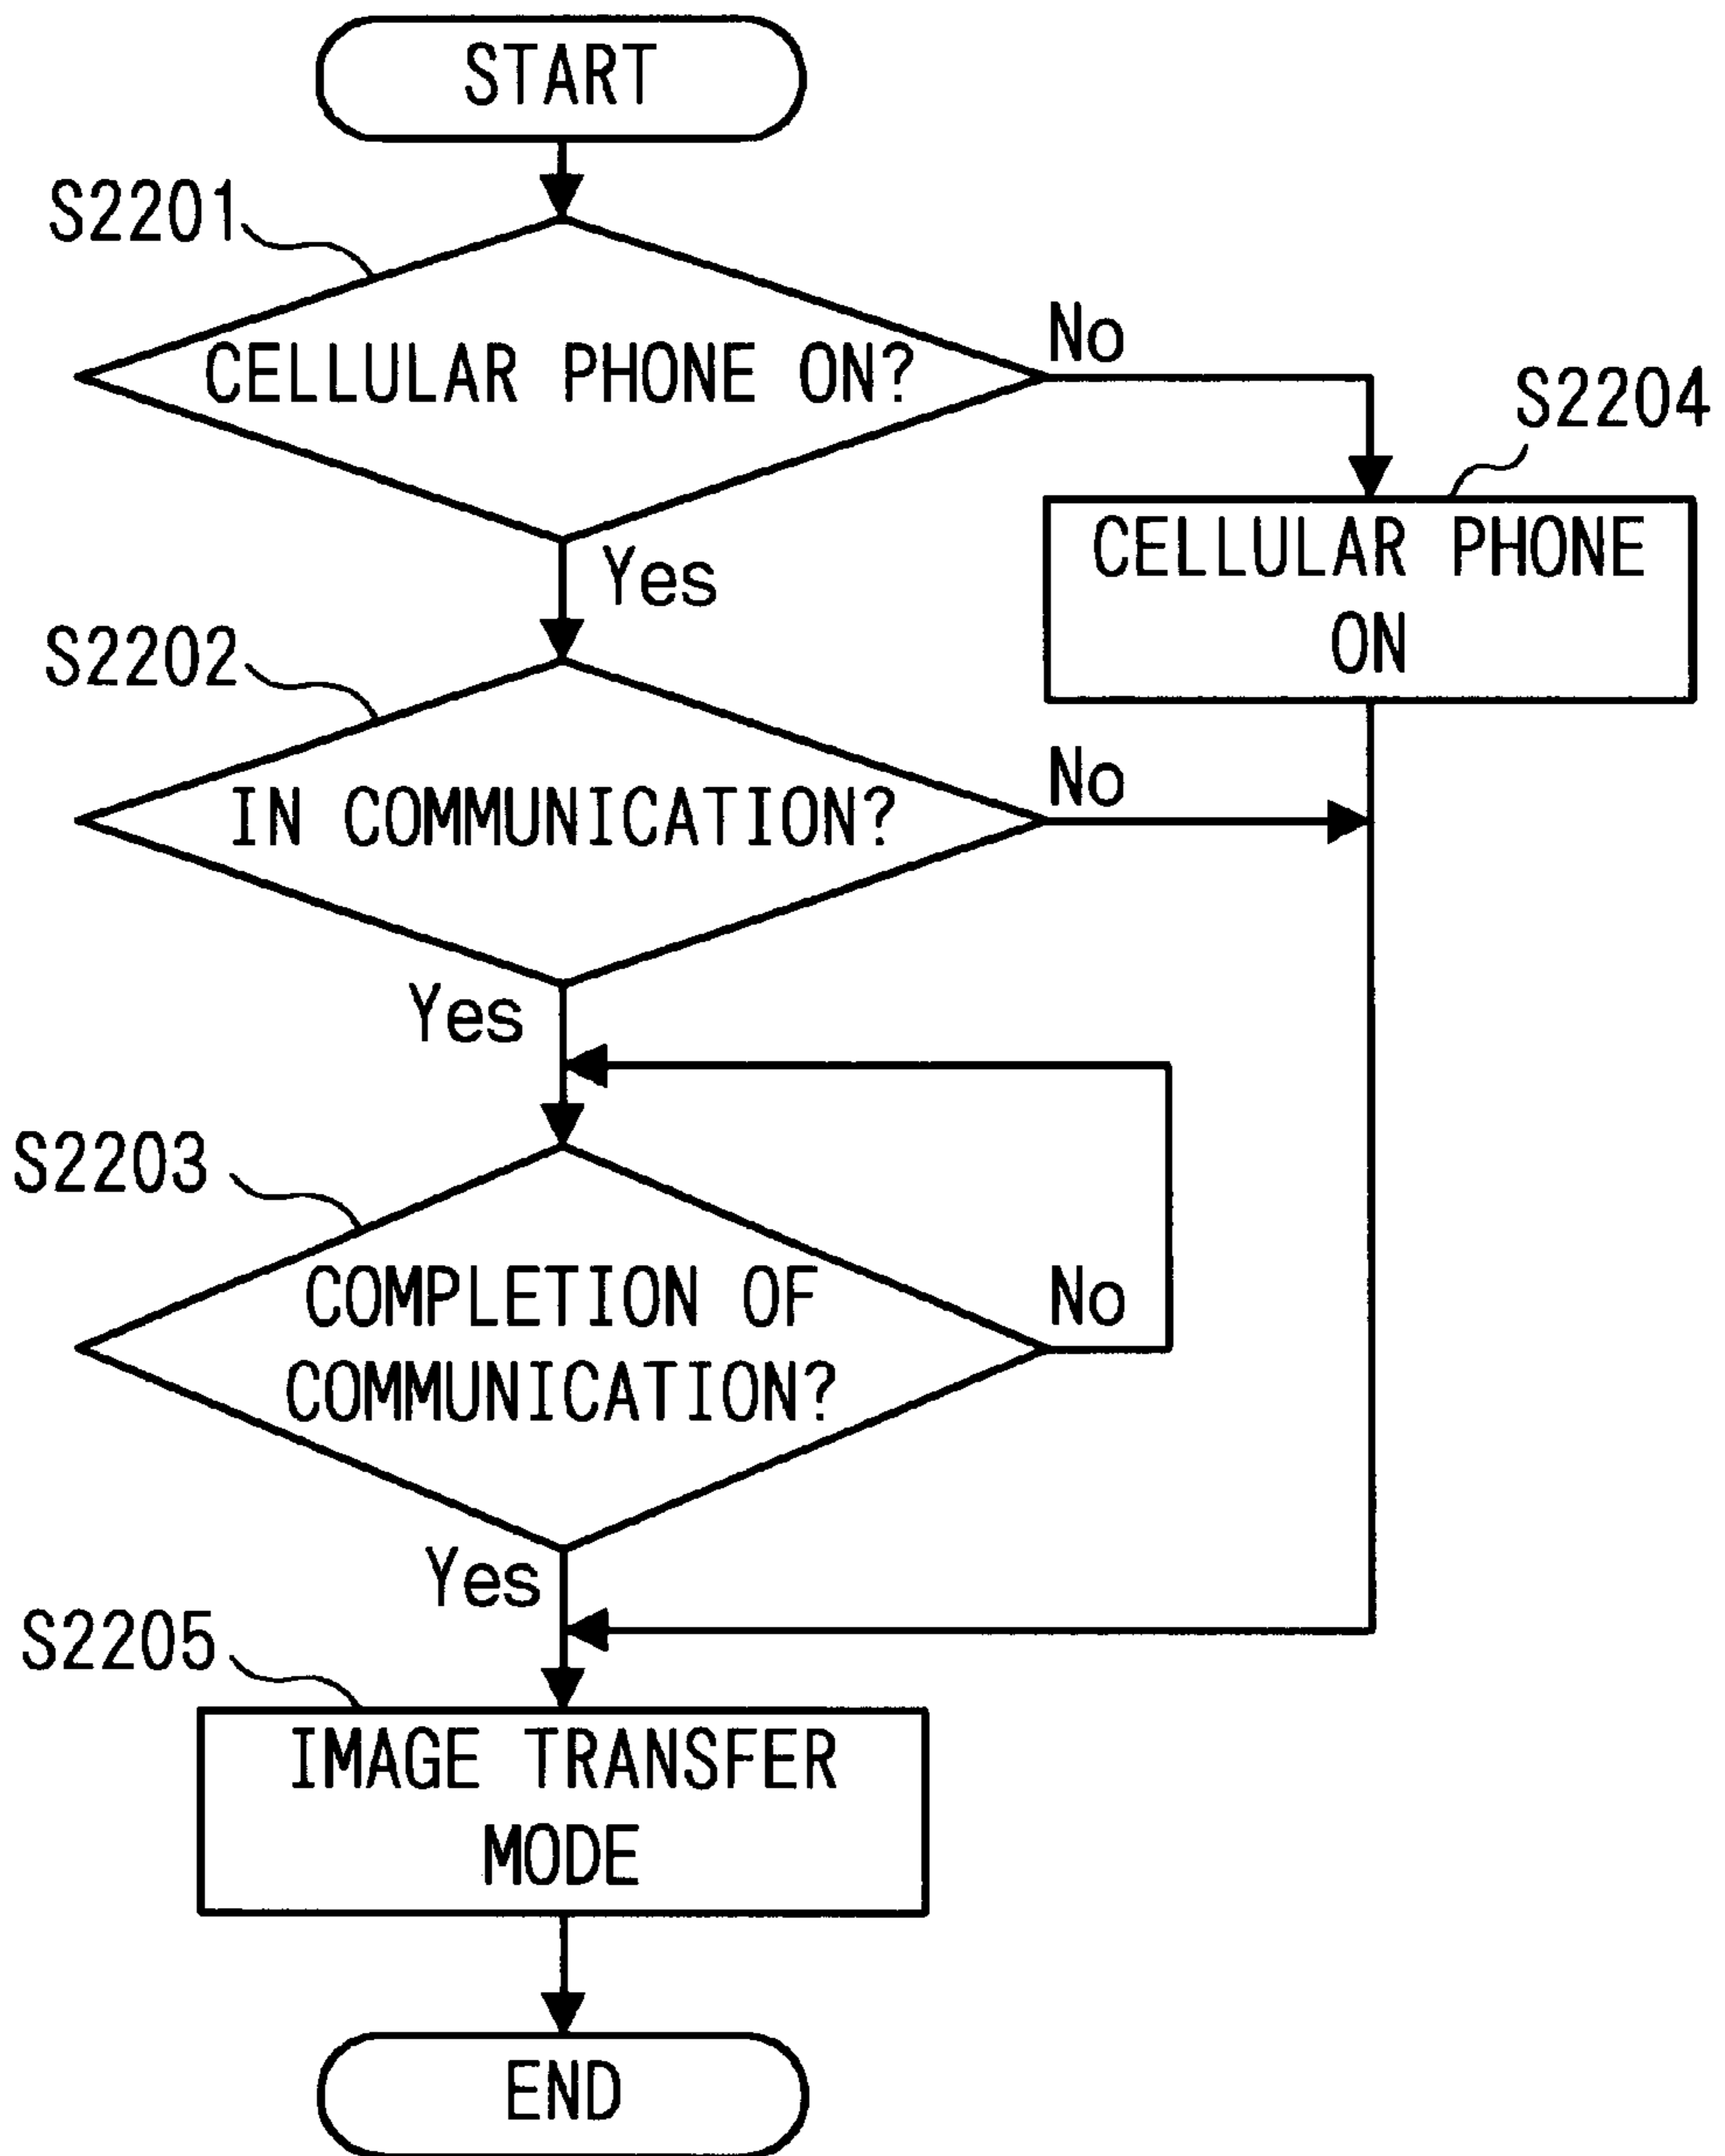 START
S2201
CELLULAR PHONE ON?
No
S2204
CELLULAR PHONE
ON
Yes
S2202
IN COMMUNICATION?
No
Yes
S2203
COMPLETION OF
COMMUNICATION?
No
Yes
S2205
IMAGE TRANSFER
MODE
END